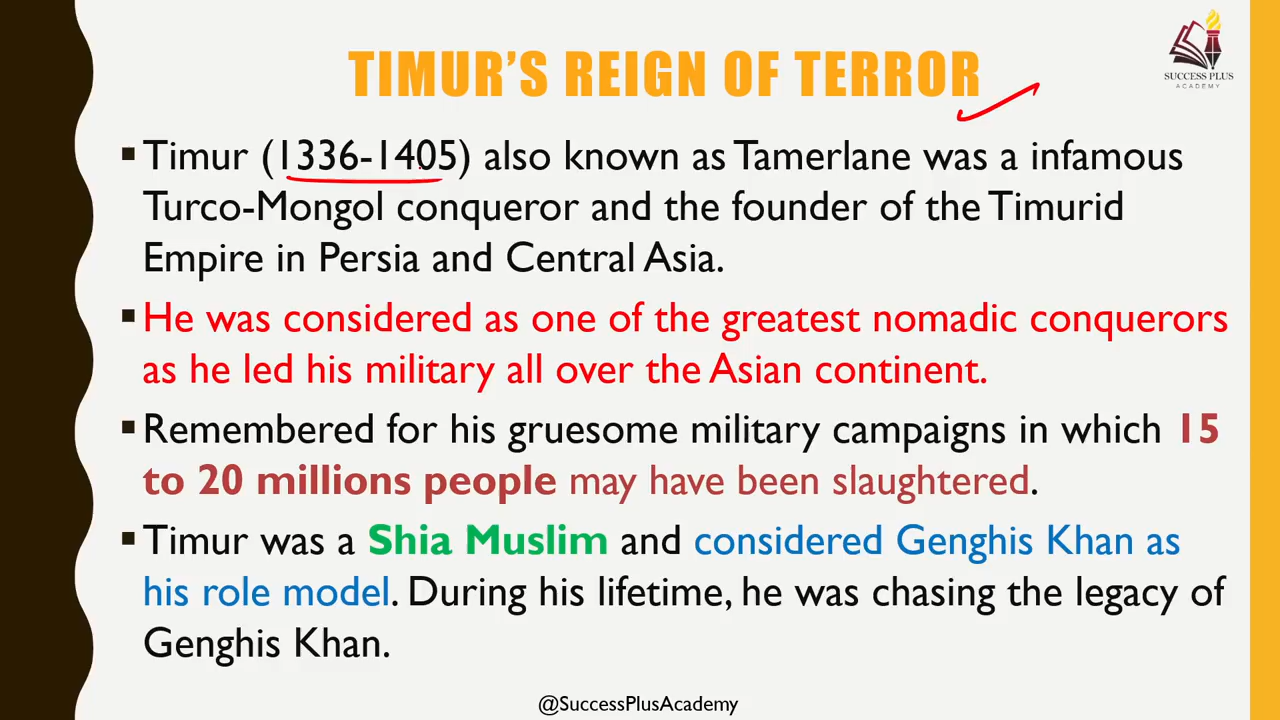 TIMUR'S REIGN OF TERROR
SUCCESS PLUS
ACADEMY
▪Timur (1336-1405) also known as Tamerlane was a infamous
Turco-Mongol conqueror and the founder of the Timurid
Empire in Persia and Central Asia.
▪He was considered as one of the greatest nomadic conquerors
as he led his military all over the Asian continent.
▪Remembered for his gruesome military campaigns in which 15
to 20 millions people may have been slaughtered.
▪Timur was a Shia Muslim and considered Genghis Khan as
his role model. During his lifetime, he was chasing the legacy of
Genghis Khan.
@SuccessPlusAcademy